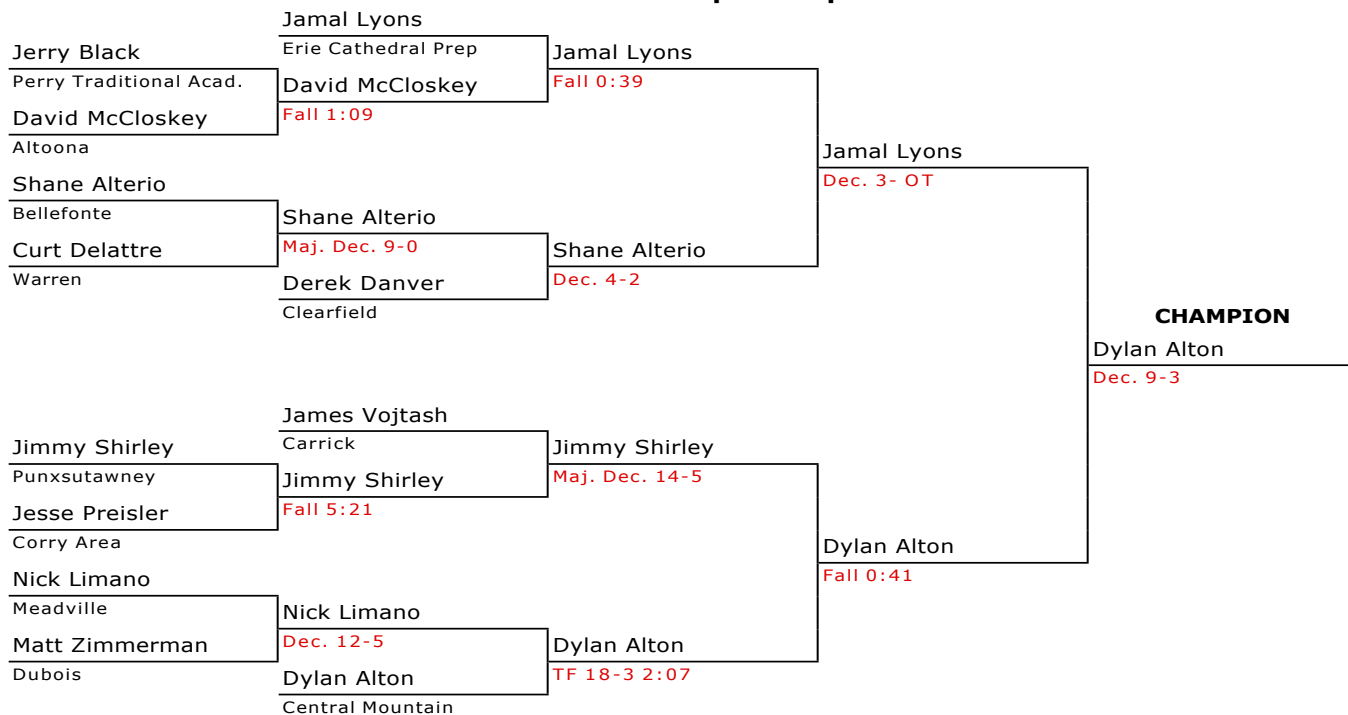 Jamal Lyons
Jerry Black
Erie Cathedral Prep
Jamal Lyons
Perry Traditional Acad.
David McCloskey
Fall 0:39
David McCloskey
Fall 1:09
Altoona
Jamal Lyons
Shane Alterio
Dec. 3- OT
Bellefonte
Shane Alterio
Curt Delattre
Maj. Dec. 9-0
Shane Alterio
Warren
Derek Danver
Dec. 4-2
Clearfield
CHAMPION
Dylan Alton
Dec. 9-3
James Vojtash
Jimmy Shirley
Carrick
Jimmy Shirley
Punxsutawney
Jimmy Shirley
Maj. Dec. 14-5
Jesse Preisler
Fall 5:21
Corry Area
Dylan Alton
Nick Limano
Fall 0:41
Meadville
Nick Limano
Matt Zimmerman
Dec. 12-5
Dylan Alton
Dubois
Dylan Alton
TF 18-3 2:07
Central Mountain